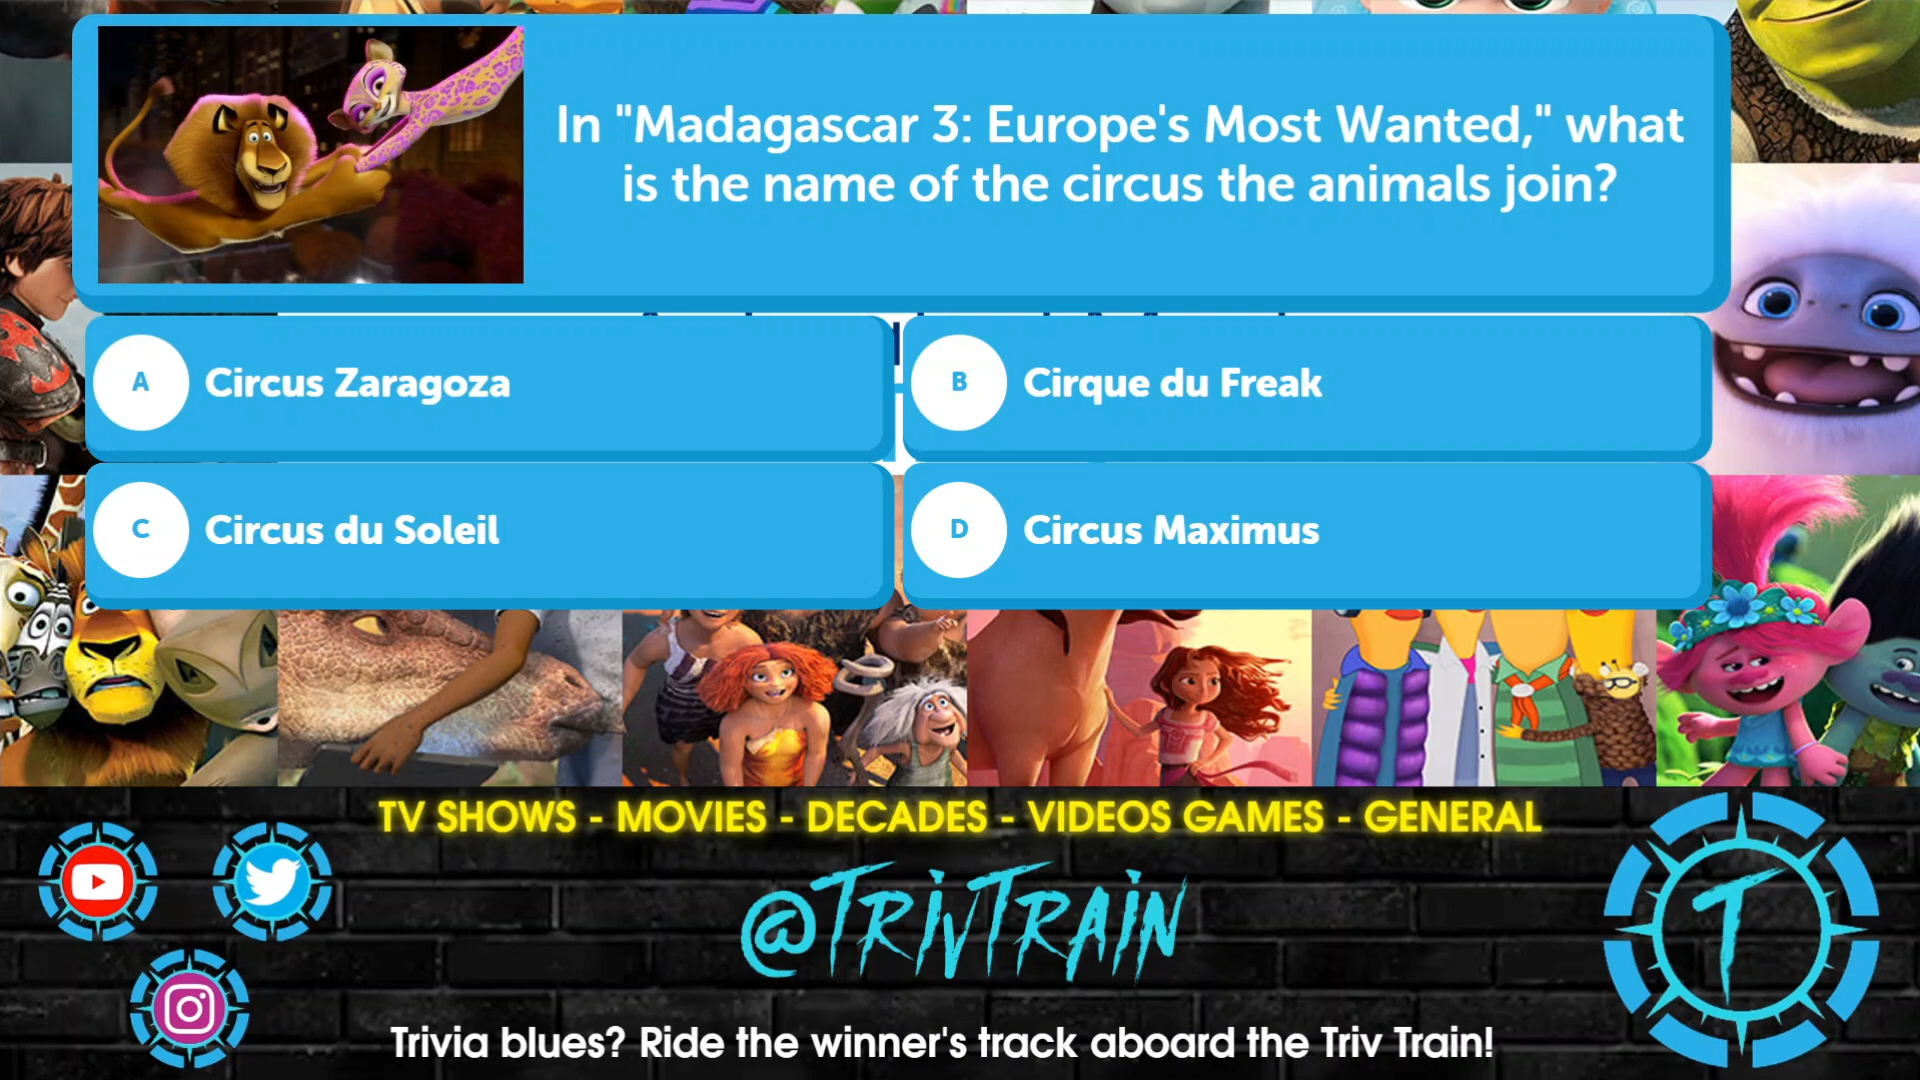 In "Madagascar 3: Europe's Most Wanted," what
is the name of the circus the animals join?
A Circus Zaragoza
B Cirque du Freak
C Circus du Soleil
D Circus Maximus
TV SHOWS - MOVIES - DECADES - VIDEOS GAMES - GENERAL
@TRIVTRAIN
T
Trivia blues? Ride the winner's track aboard the Triv Train!